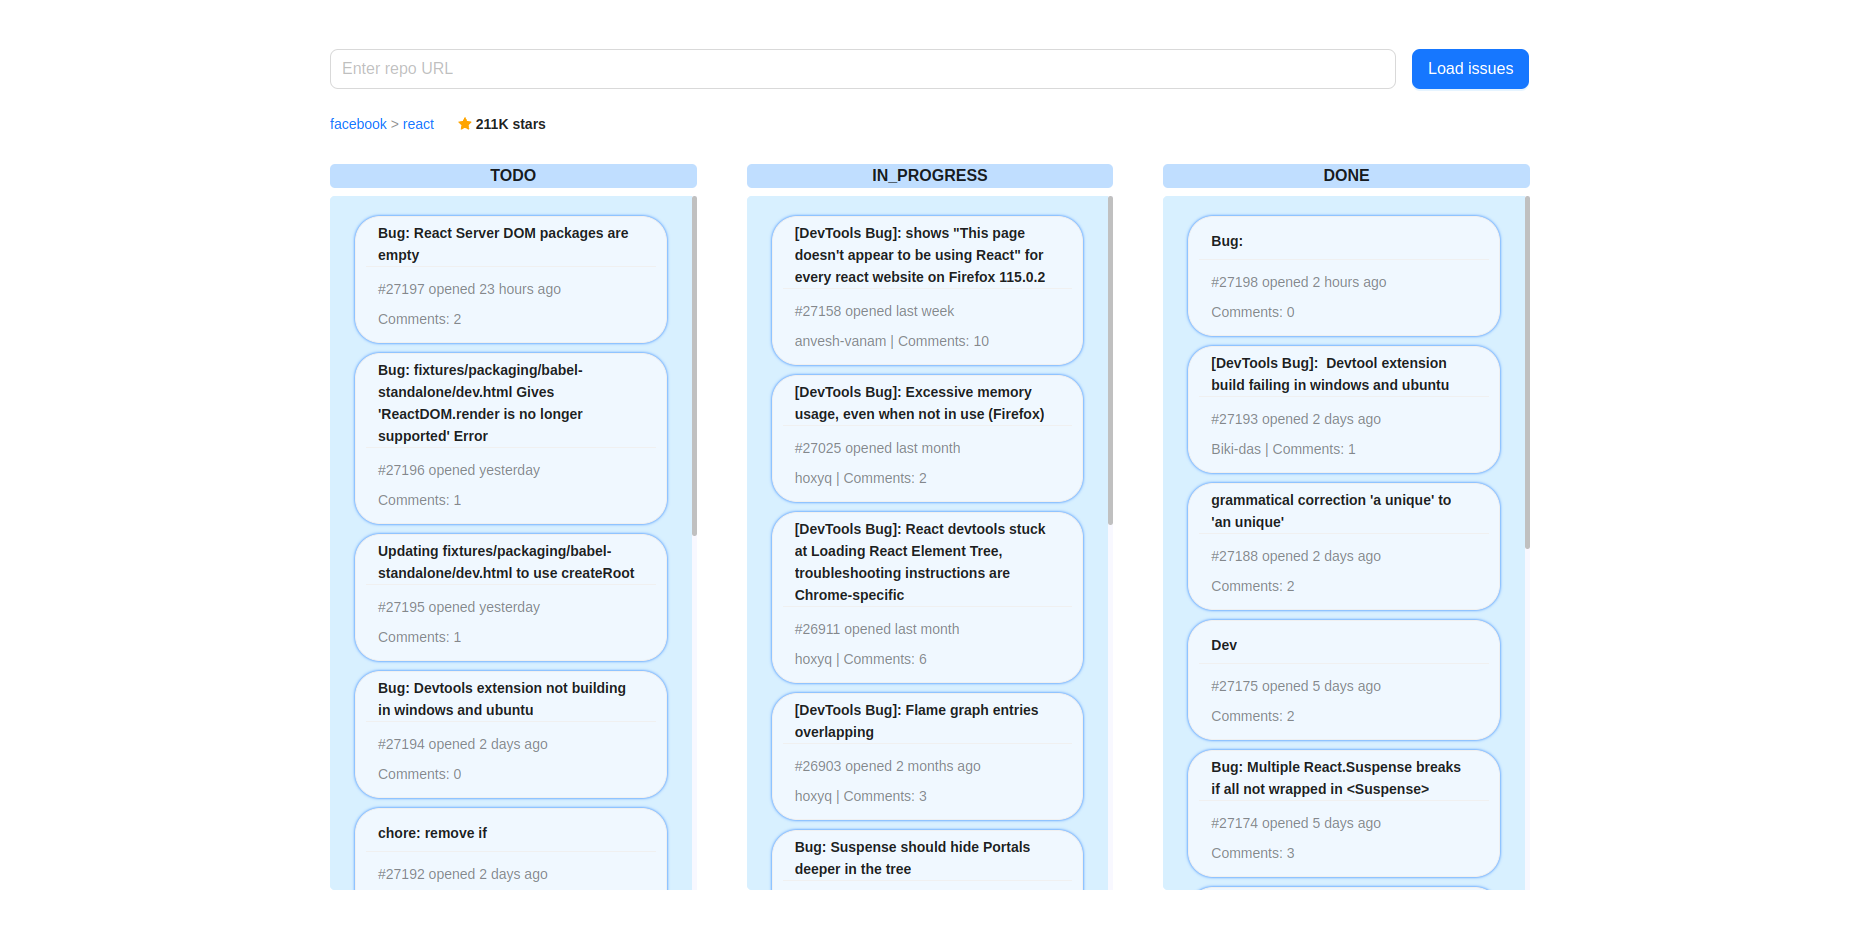 Enter repo URL
Load issues
facebook > react
211K stars
TODO
Bug: React Server DOM packages are
empty
#27197 opened 23 hours ago
Comments: 2
Bug: fixtures/packaging/babel-
standalone/dev.html Gives
'ReactDOM.render is no longer
supported' Error
#27196 opened yesterday
Comments: 1
Updating fixtures/packaging/babel-
standalone/dev.html to use createRoot
#27195 opened yesterday
Comments: 1
Bug: Devtools extension not building
in windows and ubuntu
#27194 opened 2 days ago
Comments: 0
chore: remove if
#27192 opened 2 days ago
IN_PROGRESS
[DevTools Bug]: shows "This page
doesn't appear to be using React" for
every react website on Firefox 115.0.2
#27158 opened last week
anvesh-vanam | Comments: 10
[DevTools Bug]: Excessive memory
usage, even when not in use (Firefox)
#27025 opened last month
hoxyq | Comments: 2
[DevTools Bug]: React devtools stuck
at Loading React Element Tree,
troubleshooting instructions are
Chrome-specific
#26911 opened last month
hoxyq | Comments: 6
[DevTools Bug]: Flame graph entries
overlapping
#26903 opened 2 months ago
hoxyq | Comments: 3
Bug: Suspense should hide Portals
deeper in the tree
DONE
Bug:
#27198 opened 2 hours ago
Comments: 0
[DevTools Bug]:  Devtool extension
build failing in windows and ubuntu
#27193 opened 2 days ago
Biki-das | Comments: 1
grammatical correction 'a unique' to
'an unique'
#27188 opened 2 days ago
Comments: 2
Dev
#27175 opened 5 days ago
Comments: 2
Bug: Multiple React.Suspense breaks
if all not wrapped in <Suspense>
#27174 opened 5 days ago
Comments: 3